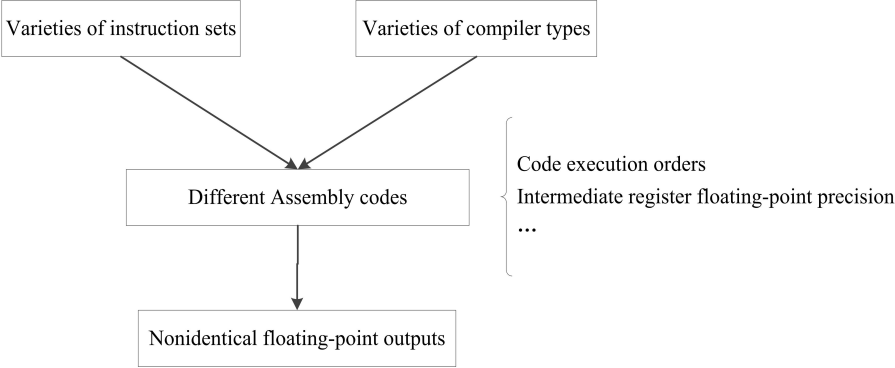 Varieties of instruction sets
Varieties of compiler types
Different Assembly codes
Code execution orders
Intermediate register floating-point precision
...
Nonidentical floating-point outputs